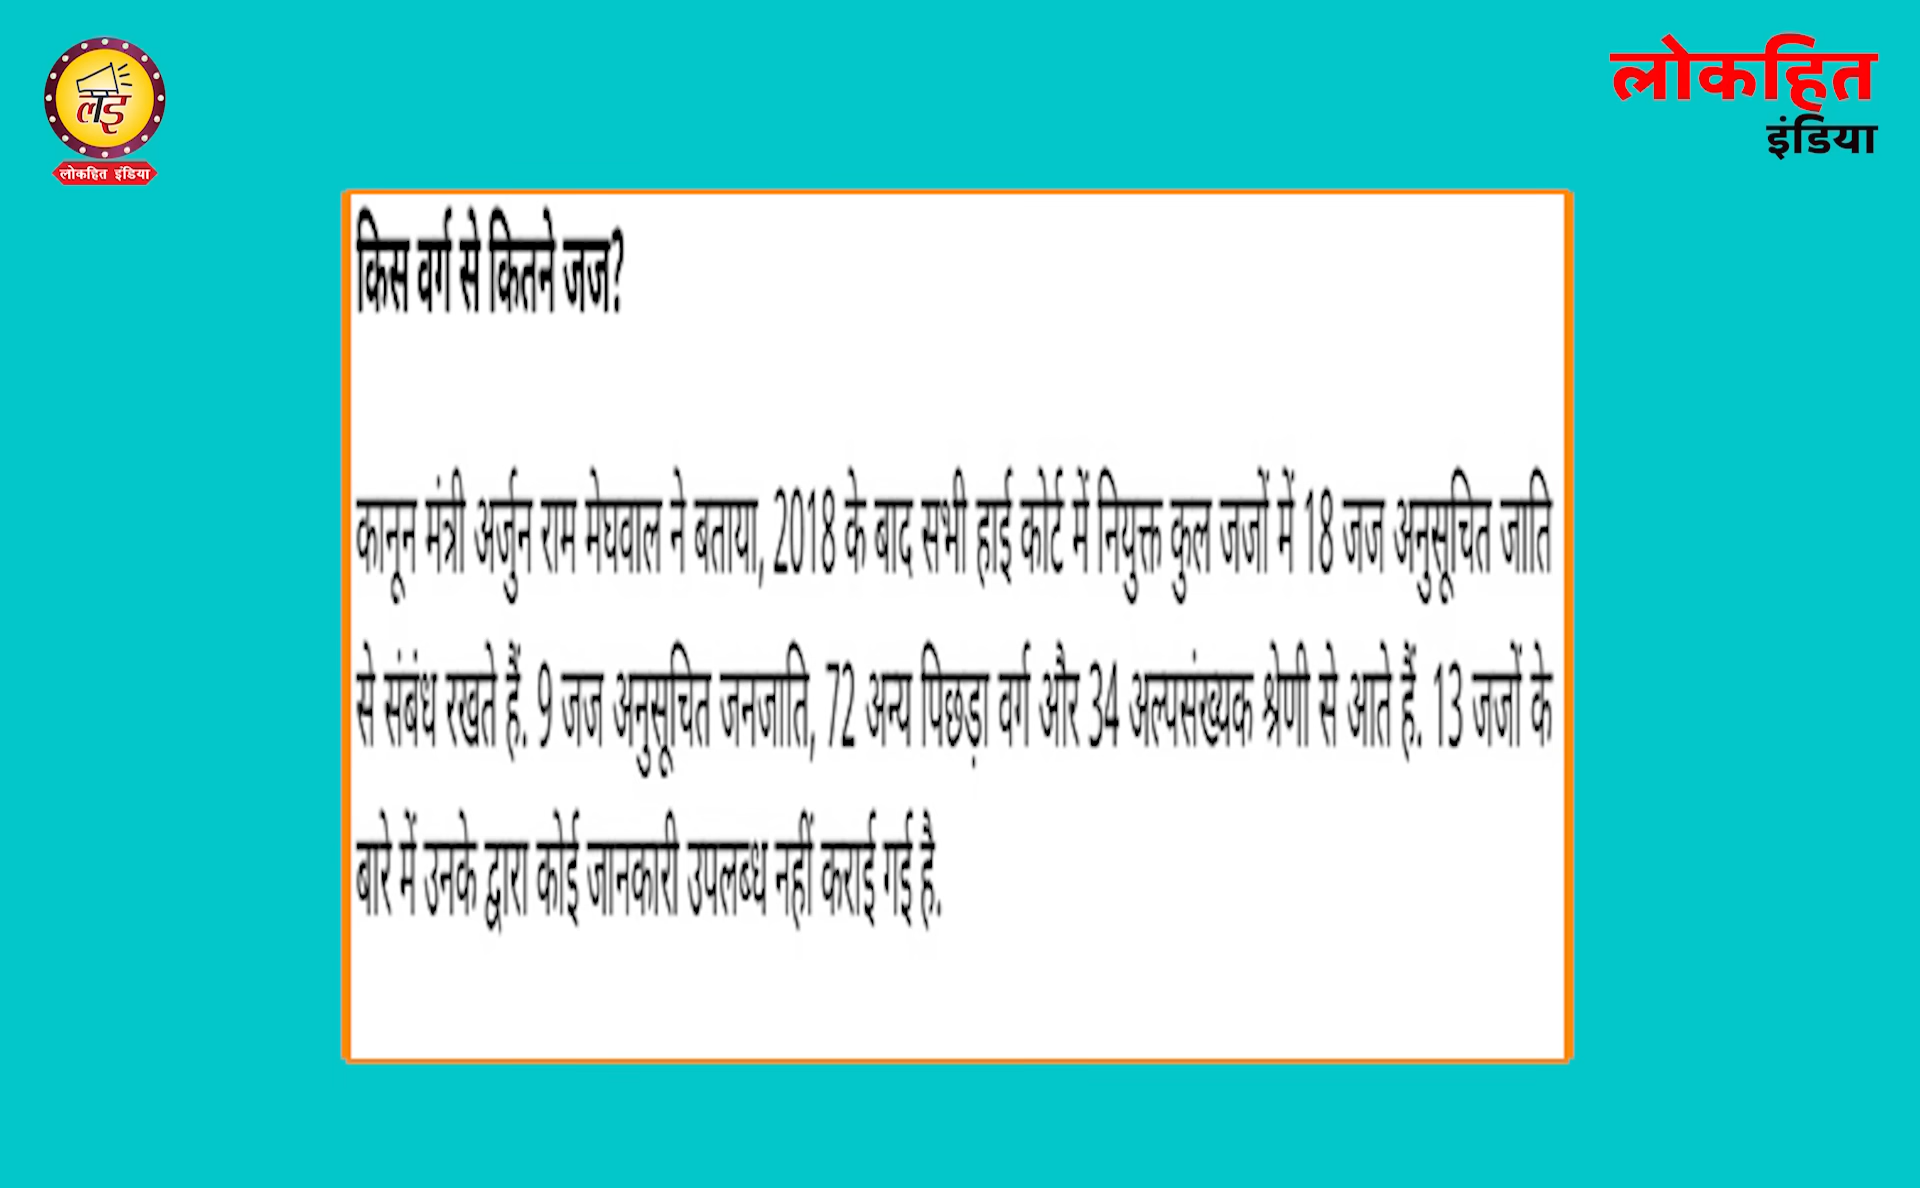 लइ
लोकहित इंडिया
लोकहित
इंडिया
किस वर्ग से कितने जज?
कानून मंत्री अर्जुन राम मेघवाल ने बताया, 2018 के बाद सभी हाई कोर्ट में नियुक्त कुल जजों में 18 जज अनुसूचित जाति
से संबंध रखते हैं. 9 जज अनुसूचित जनजाति, 72 अन्य पिछड़ा वर्ग और 34 अल्पसंख्यक श्रेणी से आते हैं. 13 जजों के
बारे में उनके द्वारा कोई जानकारी उपलब्ध नहीं कराई गई है.